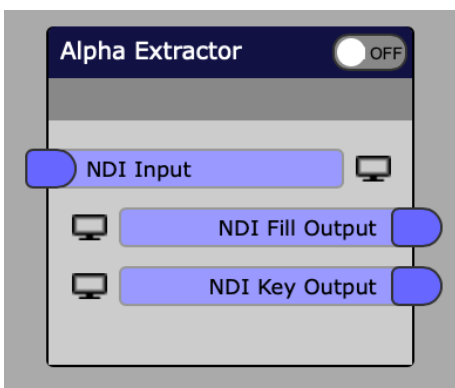 Alpha Extractor
OFF
NDI Input
NDI Fill Output
NDI Key Output